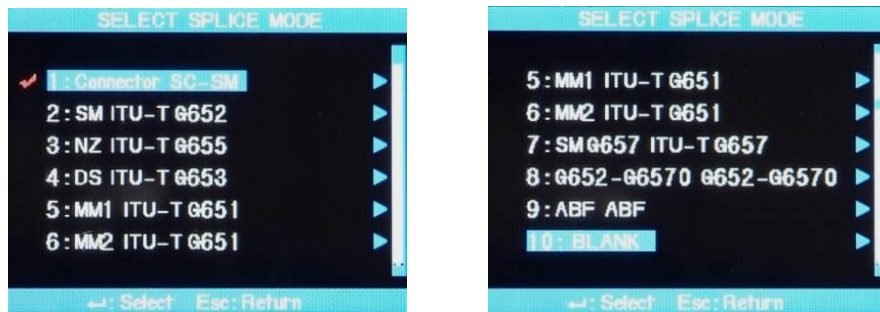 SELECT SPLICE MODE
1:Connector SC-SM
2:SM ITU-T G652
3:NZ ITU-T G655
4:DS ITU-T G653
5:MM1 ITU-T G651
6:MM2 ITU-T G651
↵: Select Esc:Return
SELECT SPLICE MODE
5:MM1 ITU-T G651
6:MM2 ITU-T G651
7:SMG657 ITU-T G657
8:G652-G6570 G652-G6570
9:ABF ABF
10: BLANK
↵: Select Esc:Return